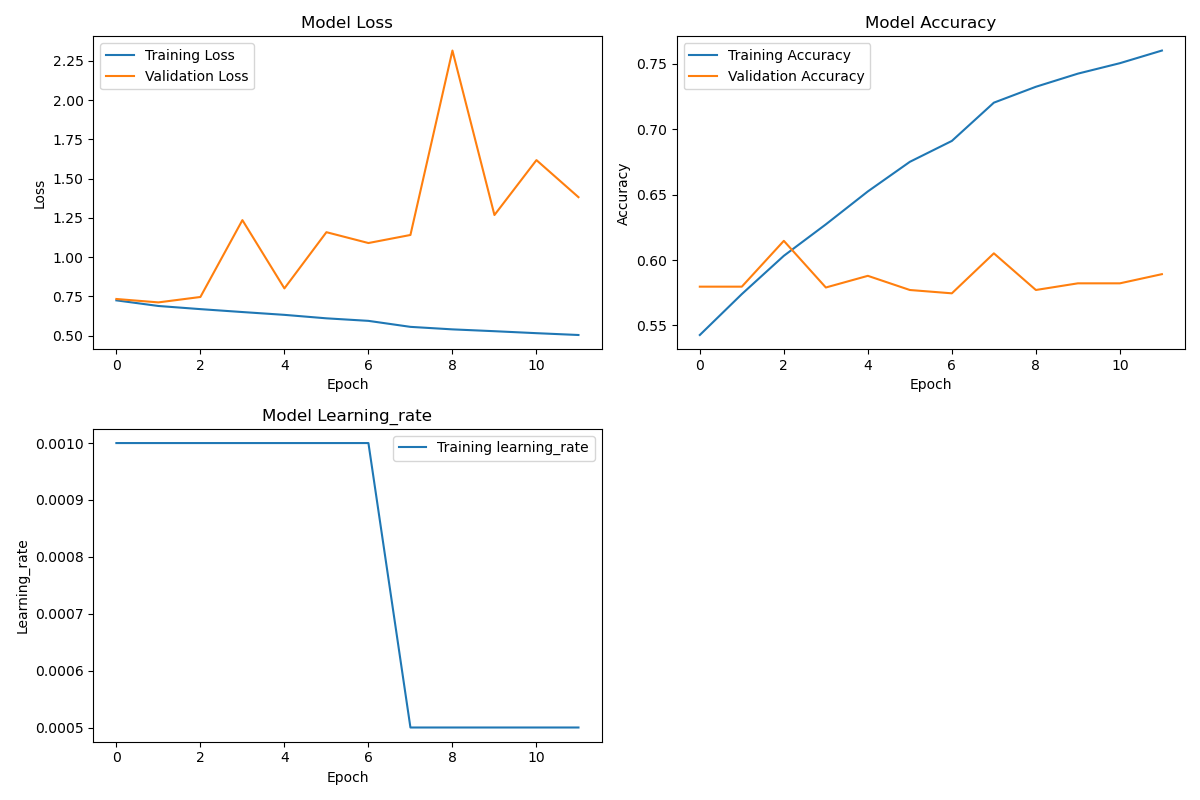 Model Loss
Training Loss
Validation Loss
2.25
2.00
1.75
1.50
1.25
1.00
0.75
0.50
Loss
0 2 4 6 8 10
Epoch
Model Accuracy
Training Accuracy
Validation Accuracy
0.75
0.70
0.65
0.60
0.55
Accuracy
0 2 4 6 8 10
Epoch
Model Learning_rate
Training learning_rate
0.0010
0.0009
0.0008
0.0007
0.0006
0.0005
Learning_rate
0 2 4 6 8 10
Epoch